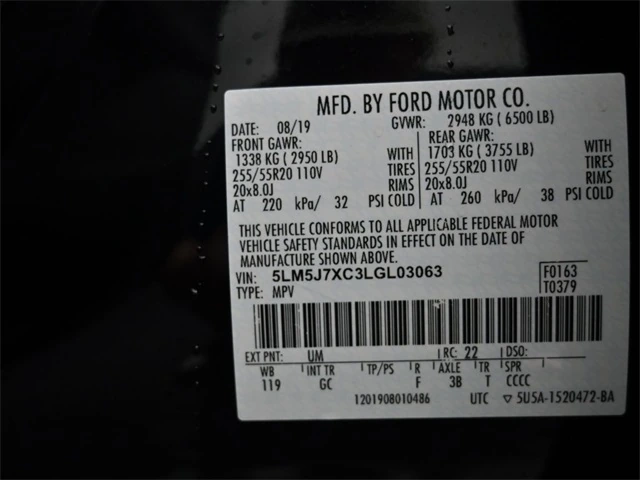 MFD. BY FORD MOTOR CO.
DATE: 08/19 GVWR: 2948 KG ( 6500 LB)
FRONT GAWR: REAR GAWR:
1338 KG ( 2950 LB) WITH 1703 KG ( 3755 LB) WITH
255/55R20 110V TIRES 255/55R20 110V TIRES
20x8.0J RIMS 20x8.0J RIMS
AT 220 kPa/ 32 PSI COLD AT 260 kPa/ 38 PSI COLD
THIS VEHICLE CONFORMS TO ALL APPLICABLE FEDERAL MOTOR
VEHICLE SAFETY STANDARDS IN EFFECT ON THE DATE OF
MANUFACTURE SHOWN ABOVE.
VIN: 5LM5J7XC3LGL03063 F0163
TYPE: MPV T0379
EXT PNT: UM RC: 22 DSO:
WB INT TR TP/PS R AXLE TR SPR
119 GC F 3B T CCCC
1201908010486 UTC ▽ 5U5A-1520472-BA